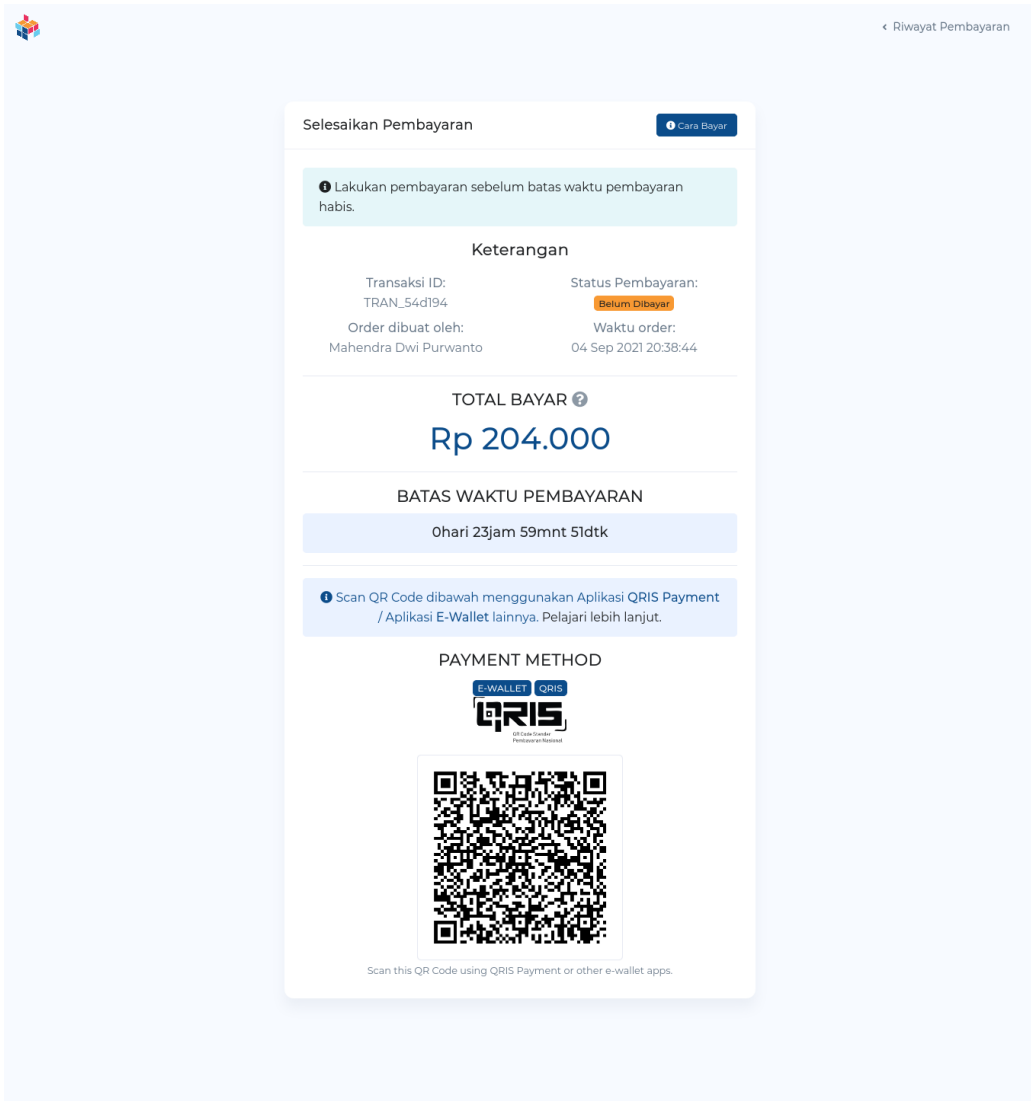 Riwayat Pembayaran
Selesaikan Pembayaran
Cara Bayar
Lakukan pembayaran sebelum batas waktu pembayaran
habis.
Keterangan
Transaksi ID:
TRAN_54d194
Status Pembayaran:
Belum Dibayar
Order dibuat oleh:
Mahendra Dwi Purwanto
Waktu order:
04 Sep 2021 20:38:44
TOTAL BAYAR
Rp 204.000
BATAS WAKTU PEMBAYARAN
0hari 23jam 59mnt 51dtk
Scan QR Code dibawah menggunakan Aplikasi QRIS Payment
/ Aplikasi E-Wallet lainnya. Pelajari lebih lanjut.
PAYMENT METHOD
E-WALLET QRIS
QRIS
QR Code Standar
Pembayaran Nasional
Scan this QR Code using QRIS Payment or other e-wallet apps.